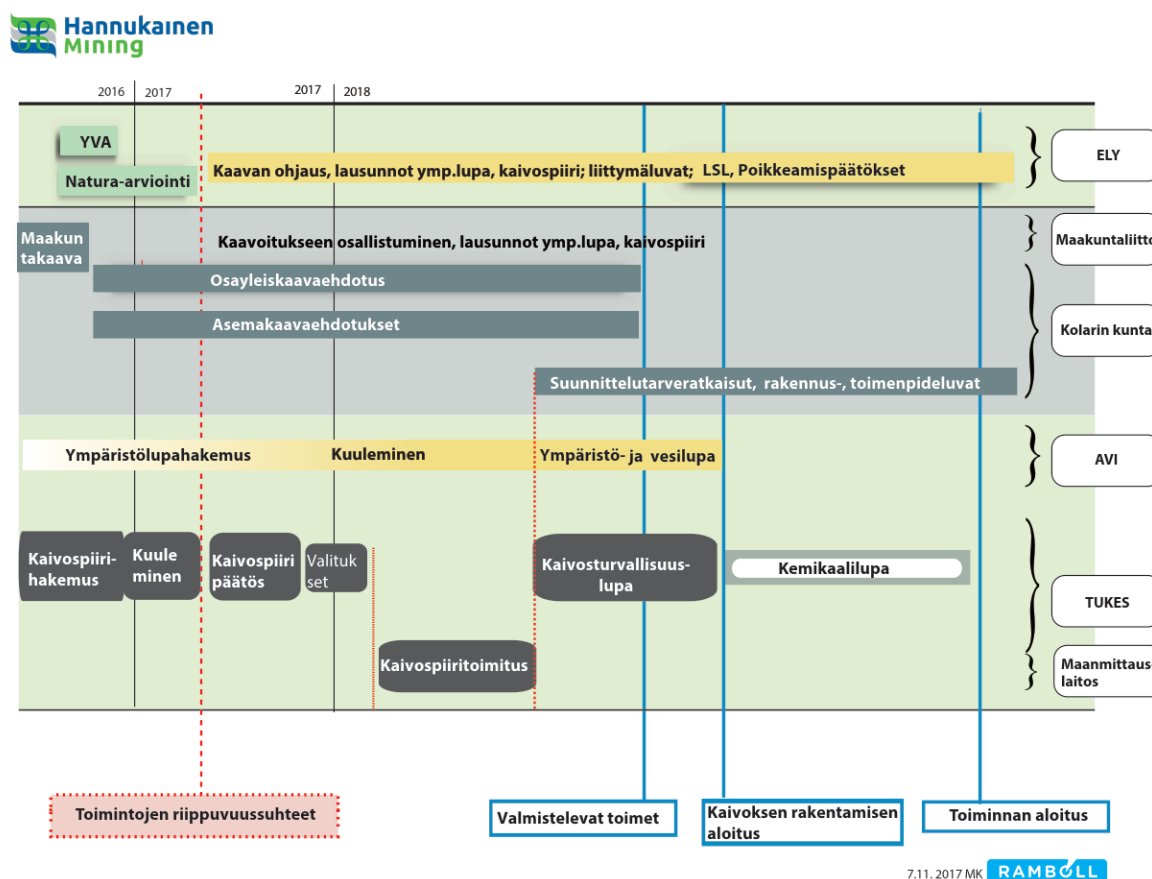 Hannukainen
Mining
2016 2017 2017 2018
YVA
Natura-arviointi
Kaavan ohjaus, lausunnot ymp.lupa, kaivospiiri; liittymäluvat; LSL, Poikkeamispäätökset
ELY
Maakun
takaava
Kaavoitukseen osallistuminen, lausunnot ymp.lupa, kaivospiiri
Maakuntaliitto
Osayleiskaavaehdotus
Asemakaavaehdotukset
Kolarin kunta
Suunnittelutarveratkaisut, rakennus-, toimenpideluvat
Ympäristölupahakemus
Kuuleminen
Ympäristö- ja vesilupa
AVI
Kaivospiiri-
hakemus
Kuule
minen
Kaivospiiri
päätös
Valituk
set
Kaivosturvallisuus-
lupa
Kemikaalilupa
TUKES
Kaivospiiritoimitus
Maanmittaus
laitos
Toimintojen riippuvuussuhteet
Valmistelevat toimet
Kaivoksen rakentamisen
aloitus
Toiminnan aloitus
7.11. 2017 MK RAMBOLL